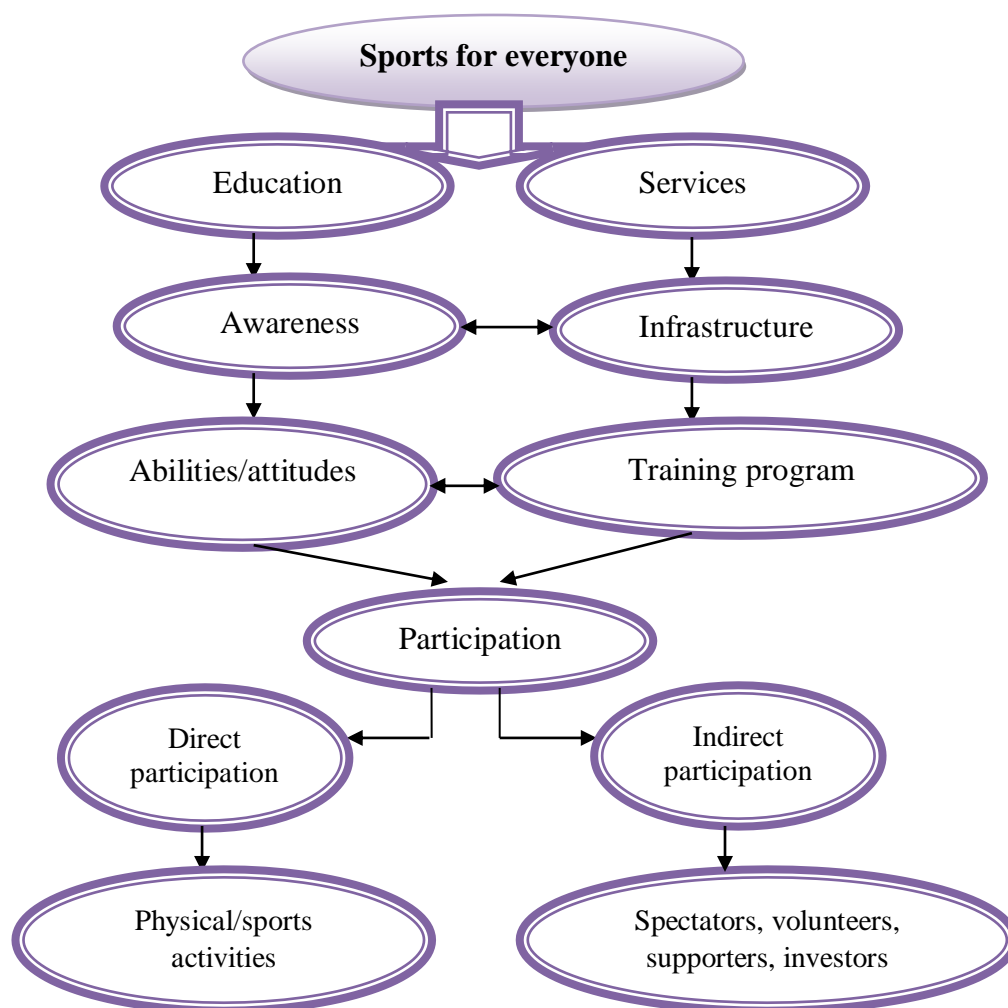 Sports for everyone
Education
Services
Awareness
Infrastructure
Abilities/attitudes
Training program
Participation
Direct
participation
Indirect
participation
Physical/sports
activities
Spectators, volunteers,
supporters, investors